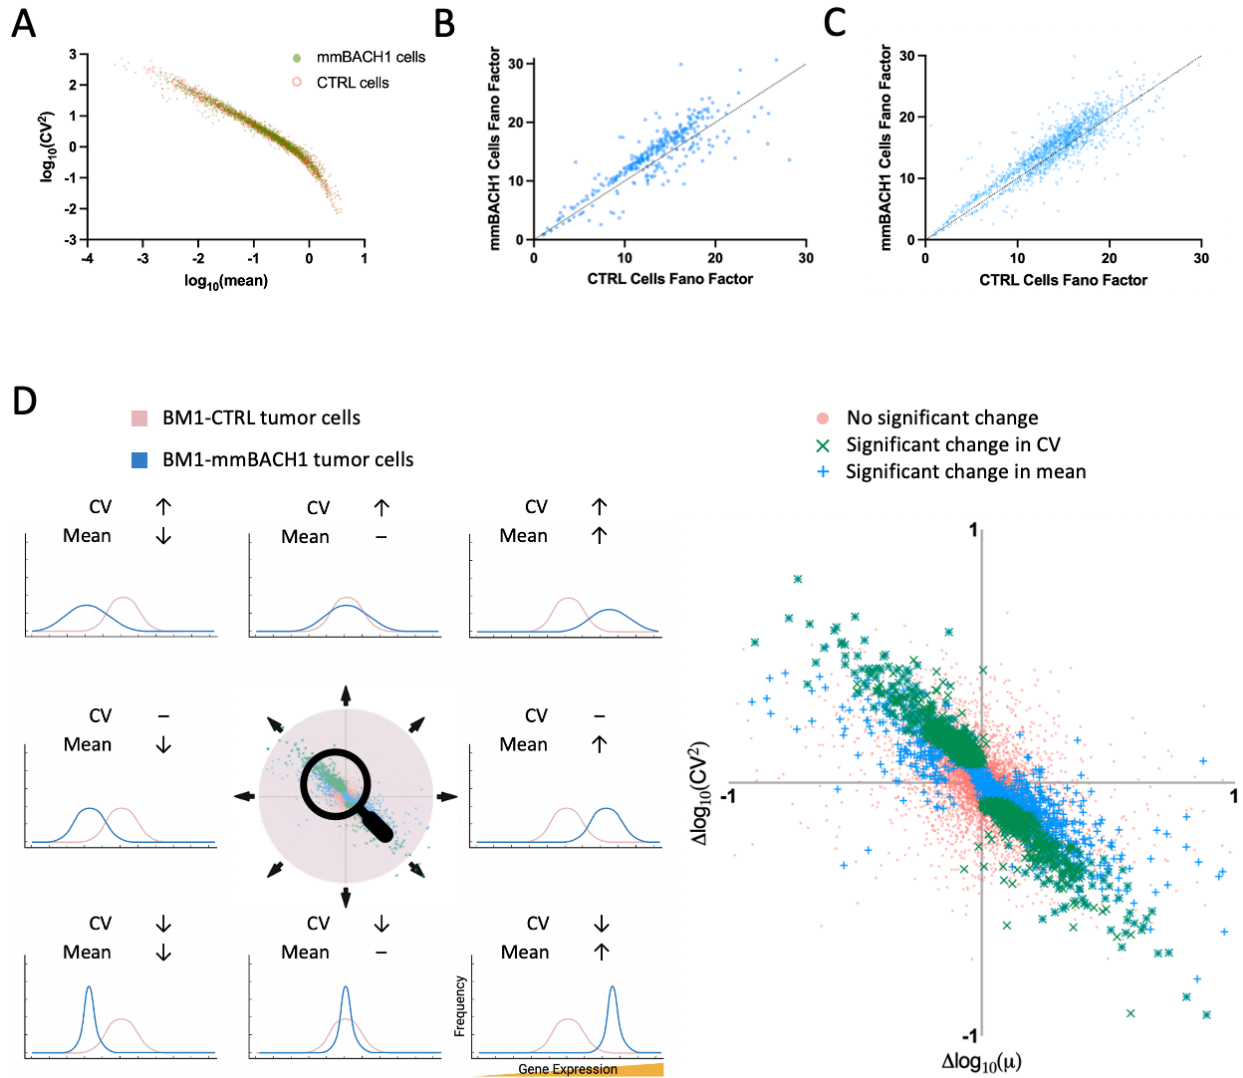 A
B
C
3
2
1
0
-1
-2
-3
-4
-3
-2
-1
0
1
log10(CV2)
log10(mean)
mmBACH1 cells
CTRL cells
mmBACH1 Cells Fano Factor
30
20
10
0
0
10
20
30
CTRL Cells Fano Factor
mmBACH1 Cells Fano Factor
30
20
10
0
0
10
20
30
CTRL Cells Fano Factor
D
BM1-CTRL tumor cells
BM1-mmBACH1 tumor cells
CV ↑
Mean ↓
CV ↑
Mean –
CV ↑
Mean ↑
CV –
Mean ↓
CV –
Mean ↑
CV ↓
Mean ↓
CV ↓
Mean –
CV ↓
Mean ↑
Frequency
Gene Expression
No significant change
Significant change in CV
Significant change in mean
1
-1
1
-1
Δlog10(CV2)
Δlog10(μ)